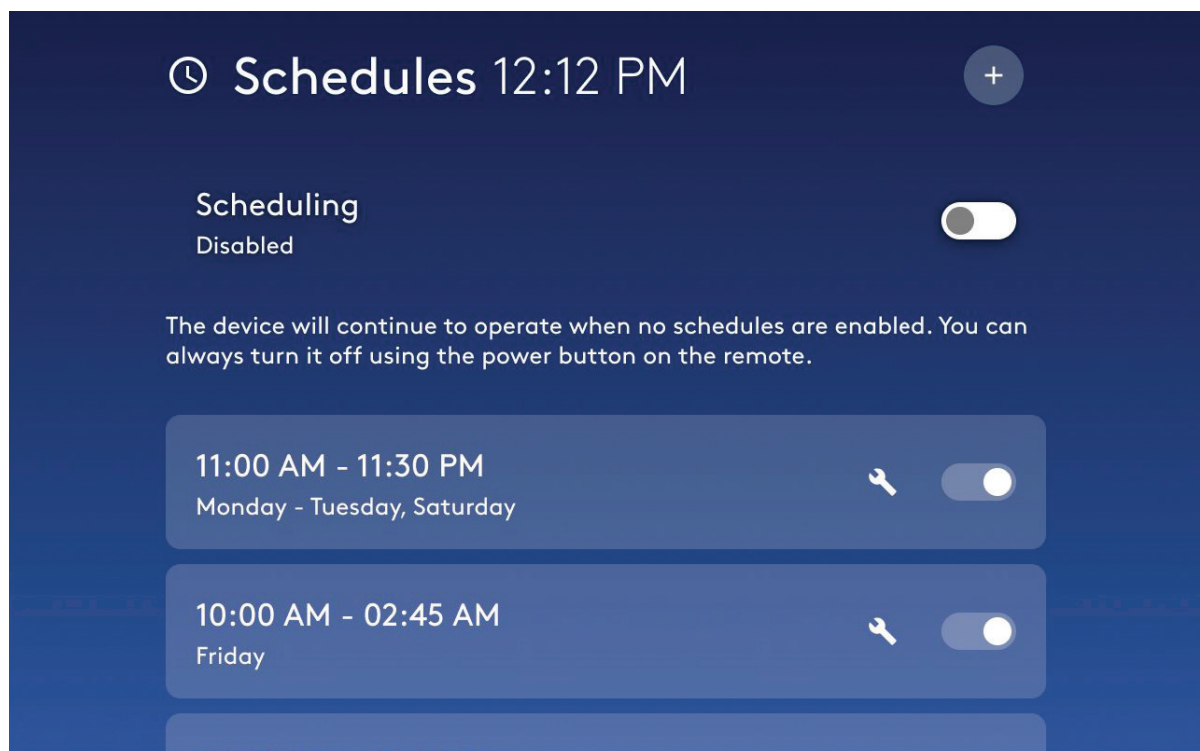 Schedules 12:12 PM
+
Scheduling
Disabled
The device will continue to operate when no schedules are enabled. You can
always turn it off using the power button on the remote.
11:00 AM - 11:30 PM
Monday - Tuesday, Saturday
10:00 AM - 02:45 AM
Friday